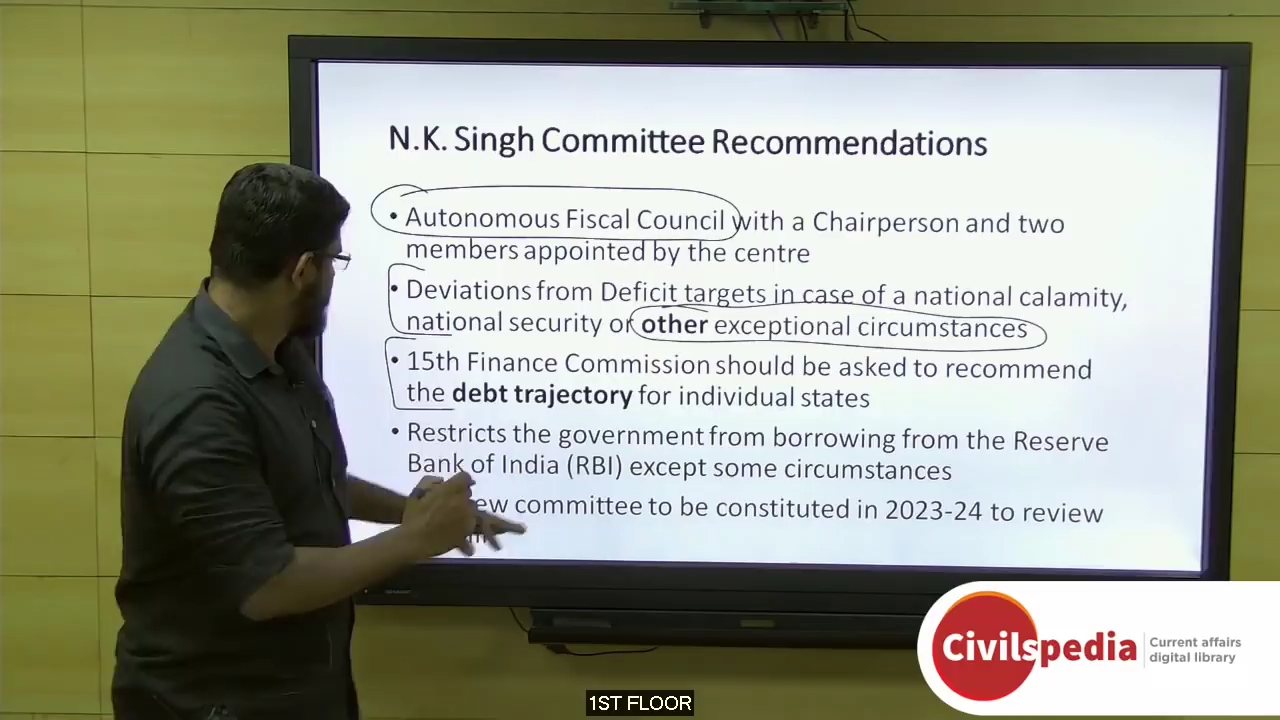 N.K. Singh Committee Recommendations
• Autonomous Fiscal Council with a Chairperson and two
members appointed by the centre
• Deviations from Deficit targets in case of a national calamity,
national security or other exceptional circumstances
• 15th Finance Commission should be asked to recommend
the debt trajectory for individual states
• Restricts the government from borrowing from the Reserve
Bank of India (RBI) except some circumstances
committee to be constituted in 2023-24 to review
Civilspedia
Current affairs
digital library
1ST FLOOR